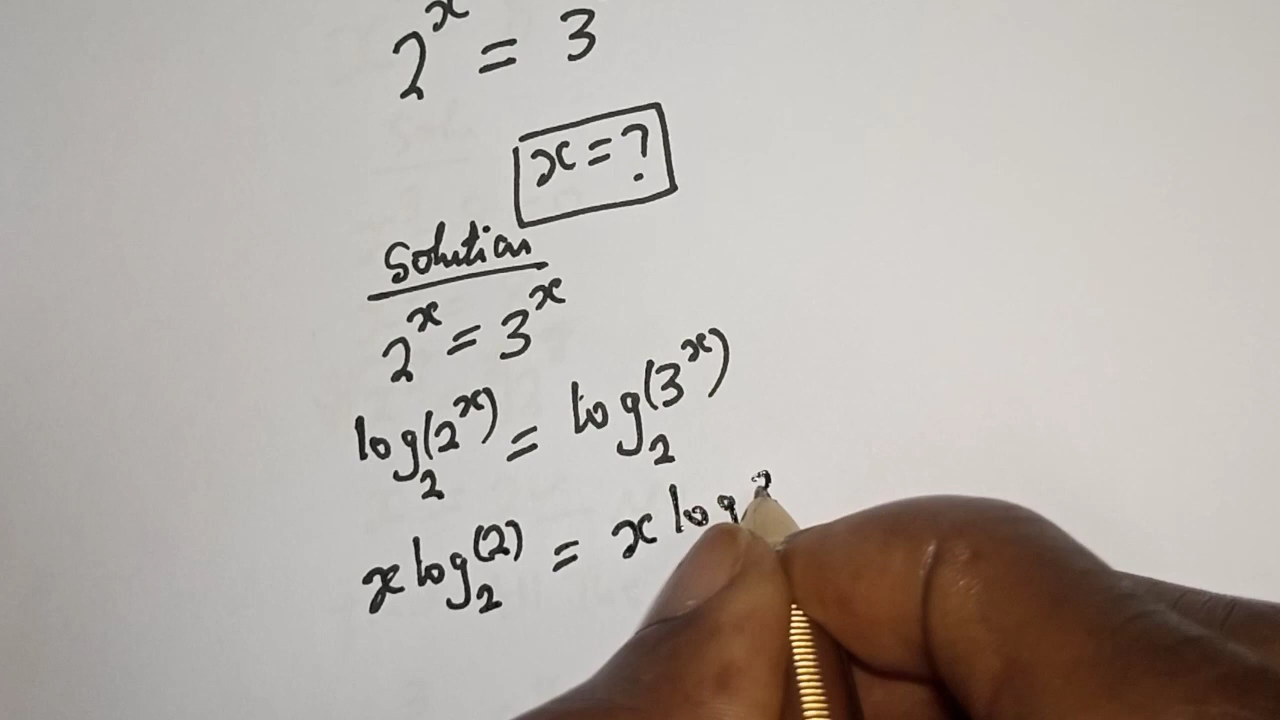 2^x = 3
x = ?
Solution
2^x = 3^x
log_2(2^x) = log_2(3^x)
x log_2(2) = x log